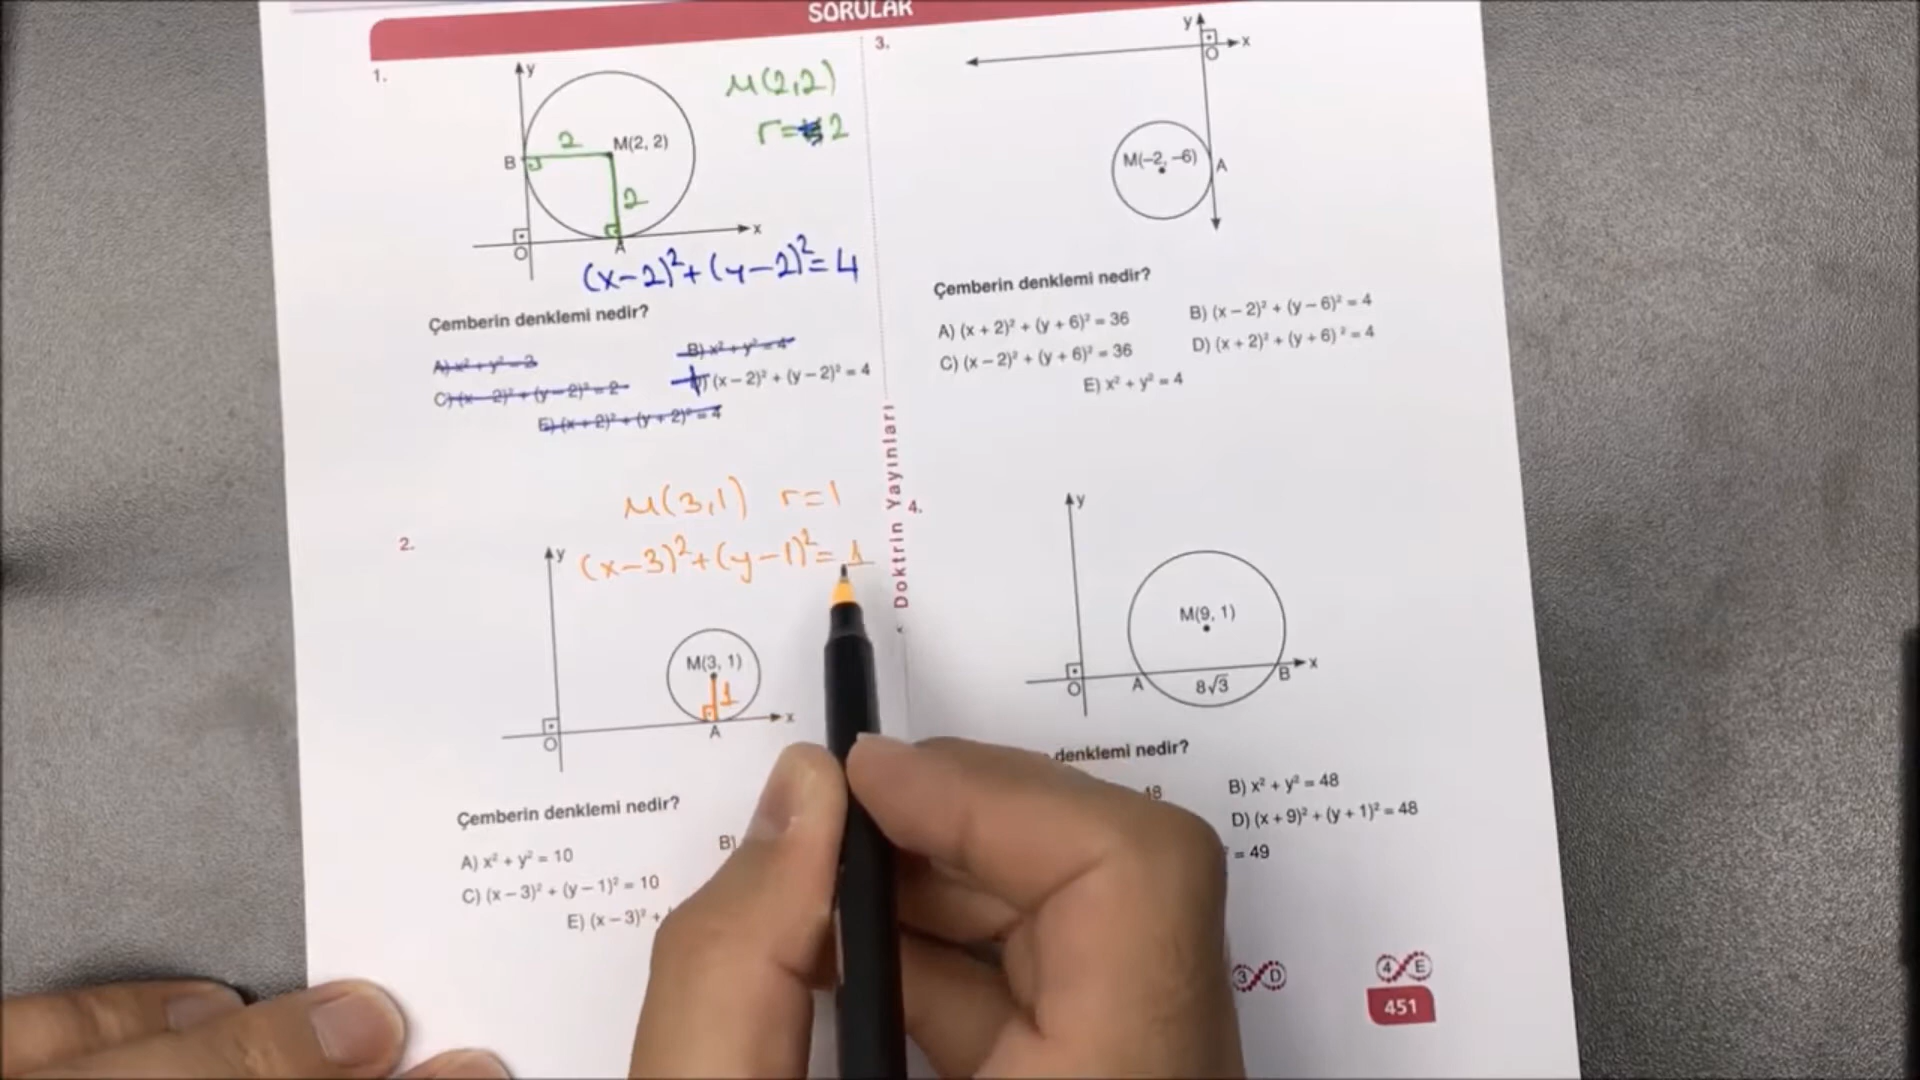 SORULAR
1.
y
M(2,2)
r=2
2
M(2, 2)
B
2
x
O
A
(x-2)²+(y-2)²=4
Çemberin denklemi nedir?
A) x² + y² = 2
B) x² + y² = 4
C) (x – 2)² + (y – 2)² = 2
D) (x – 2)² + (y – 2)² = 4
E) (x + 2)² + (y + 2)² = 4
2.
M(3,1) r=1
(x-3)²+(y-1)²=1
y
M(3, 1)
1
x
O
A
Çemberin denklemi nedir?
A) x² + y² = 10
B)
C) (x – 3)² + (y – 1)² = 10
E) (x – 3)² +
Doktrin Yayınları
3.
y
x
O
M(–2, –6)
A
Çemberin denklemi nedir?
A) (x + 2)² + (y + 6)² = 36
B) (x – 2)² + (y – 6)² = 4
C) (x – 2)² + (y + 6)² = 36
D) (x + 2)² + (y + 6)² = 4
E) x² + y² = 4
4.
y
M(9, 1)
x
O
A
B
8√3
denklemi nedir?
48
B) x² + y² = 48
D) (x + 9)² + (y + 1)² = 48
= 49
3 D
4 E
451